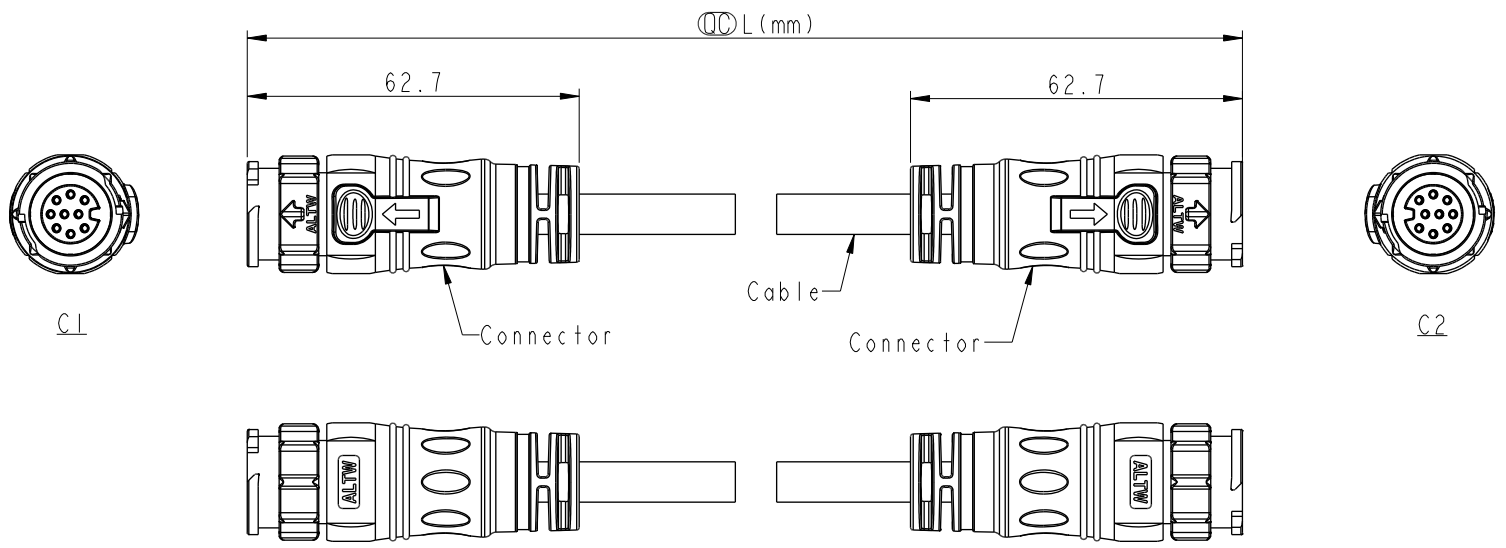 QC L(mm)
62.7
62.7
ALTW
ALTW
Cable
Connector
Connector
C1
C2
ALTW
ALTW